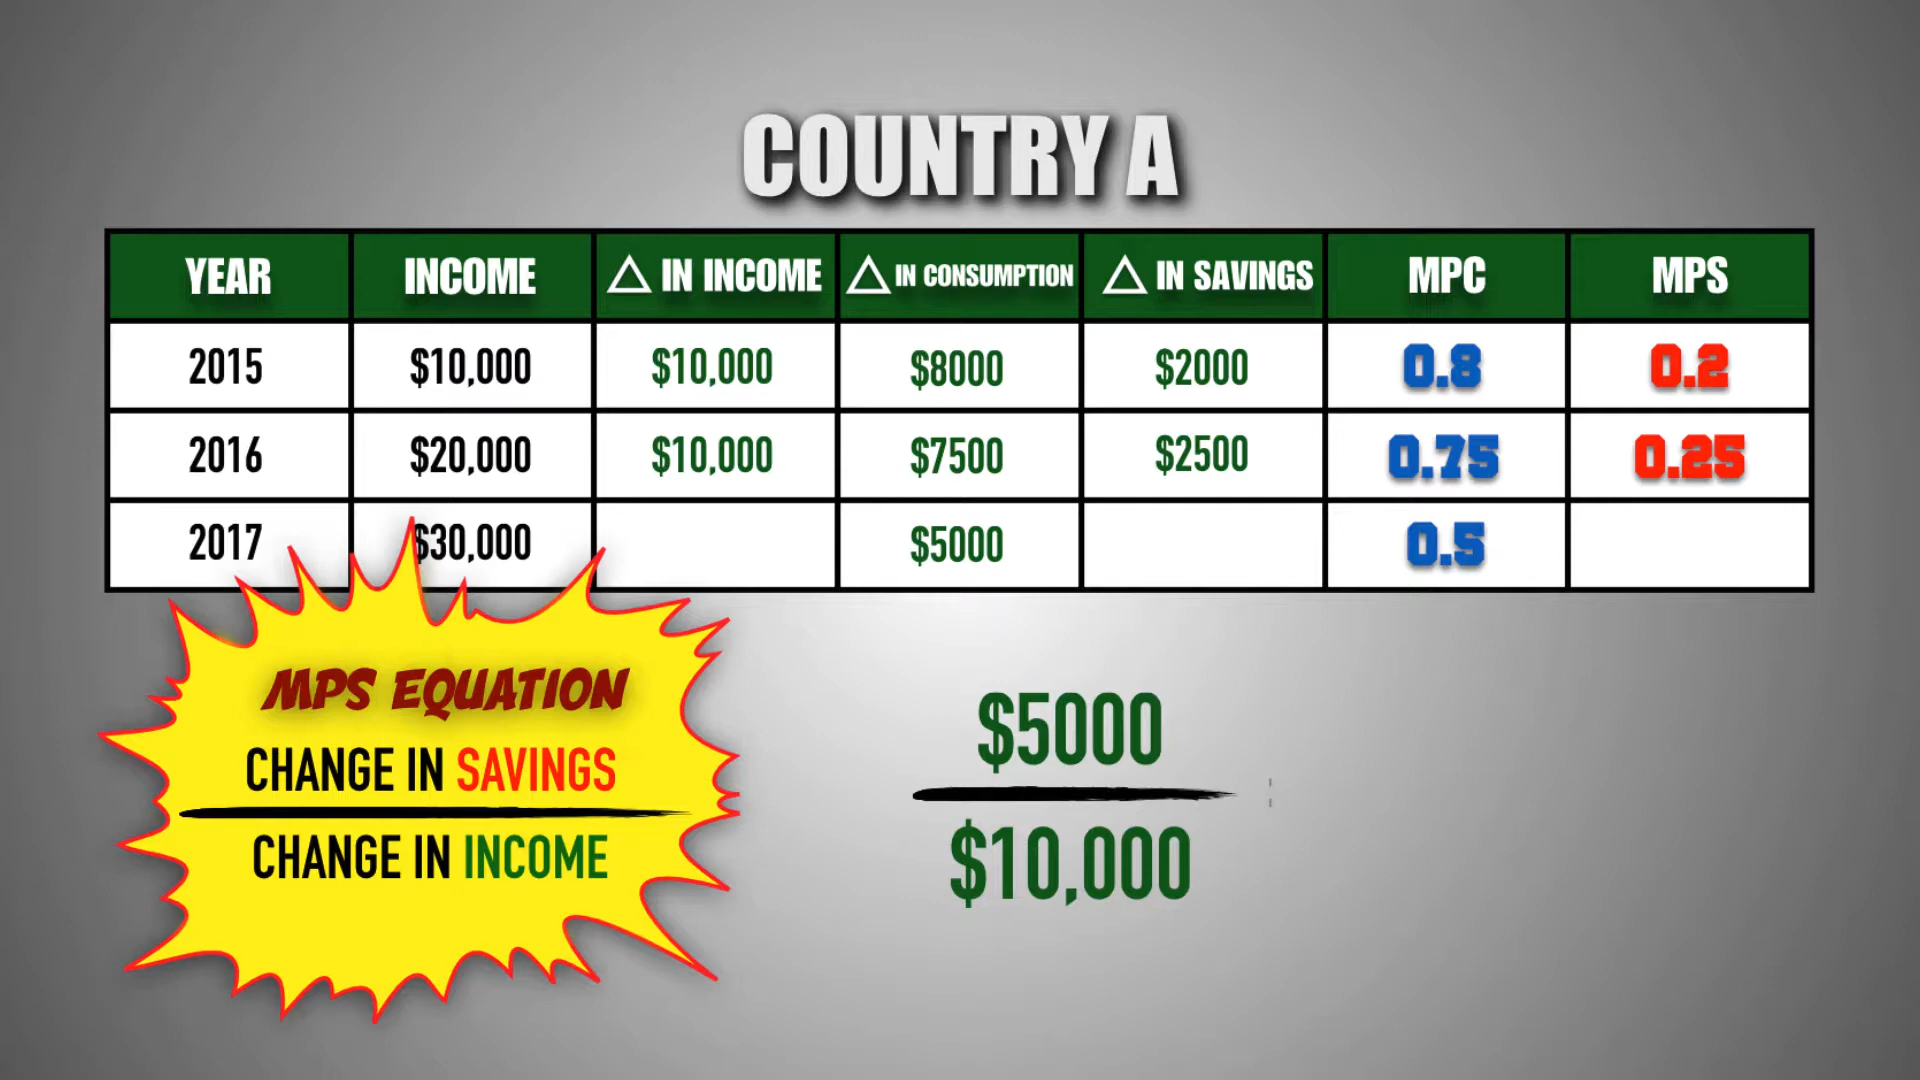 COUNTRY A
YEAR INCOME △ IN INCOME △ IN CONSUMPTION △ IN SAVINGS MPC MPS
2015 $10,000 $10,000 $8000 $2000 0.8 0.2
2016 $20,000 $10,000 $7500 $2500 0.75 0.25
2017 $30,000 $5000 0.5
MPS EQUATION
CHANGE IN SAVINGS
CHANGE IN INCOME
$5000
$10,000